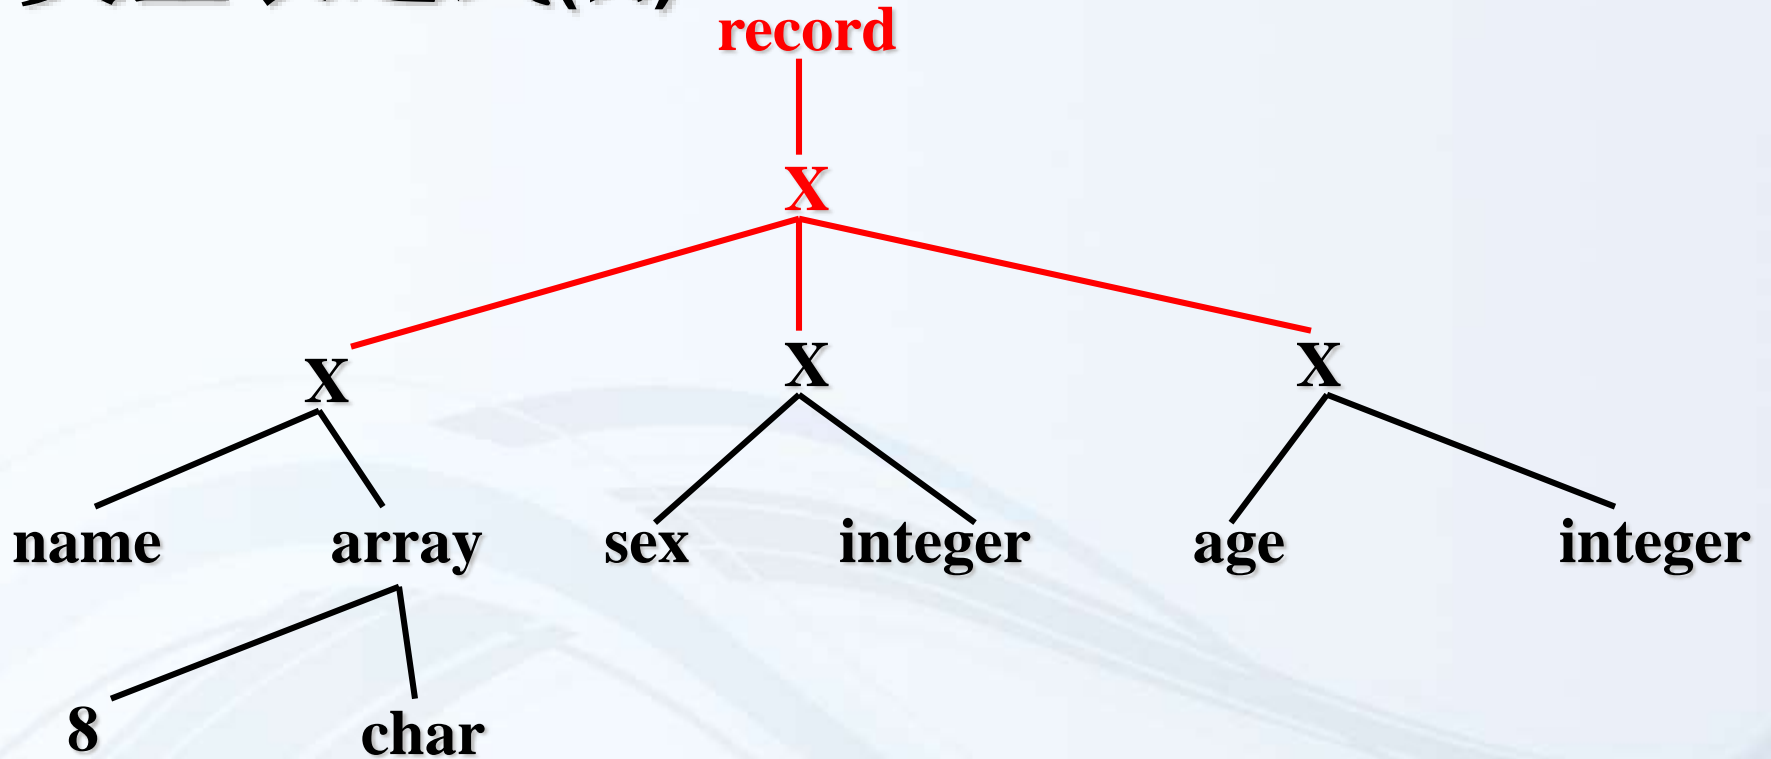 record
X
X X X
name array sex integer age integer
8 char